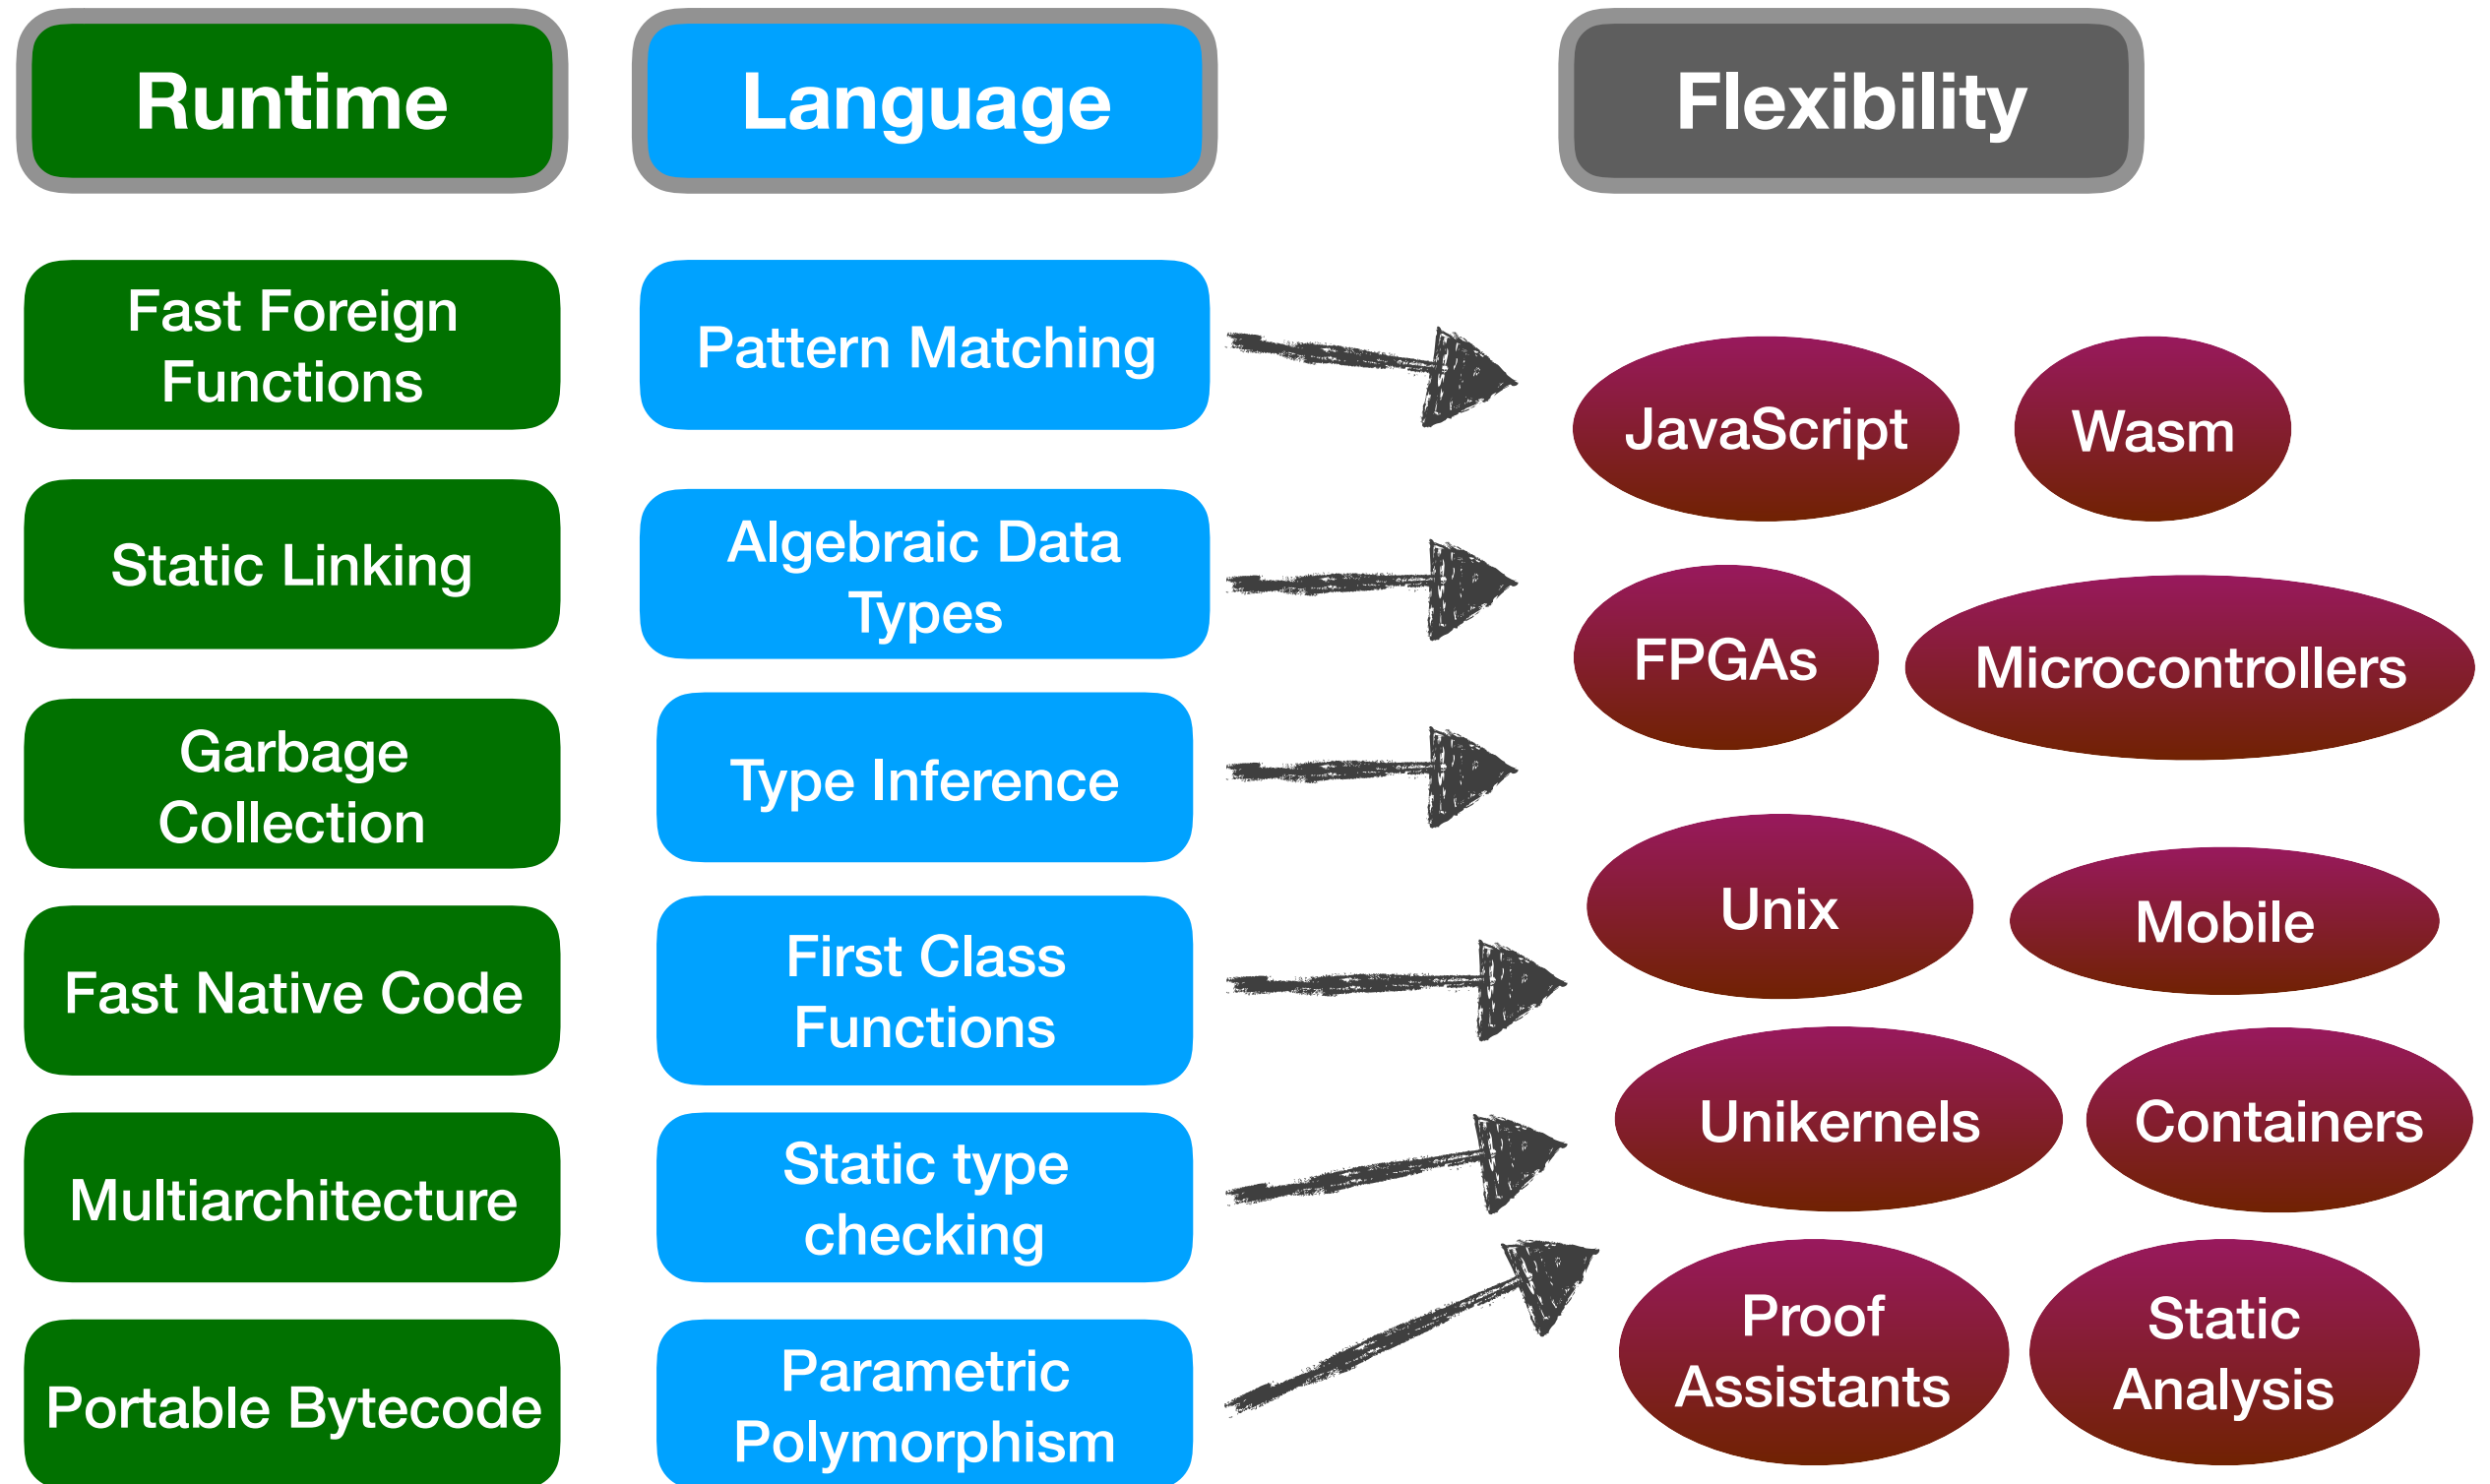 Runtime
Language
Flexibility
Fast Foreign
Functions
Static Linking
Garbage
Collection
Fast Native Code
Multiarchitecture
Portable Bytecode
Pattern Matching
Algebraic Data
Types
Type Inference
First Class
Functions
Static type
checking
Parametric
Polymorphism
JavaScript
Wasm
FPGAs
Microcontrollers
Unix
Mobile
Unikernels
Containers
Proof
Assistants
Static
Analysis